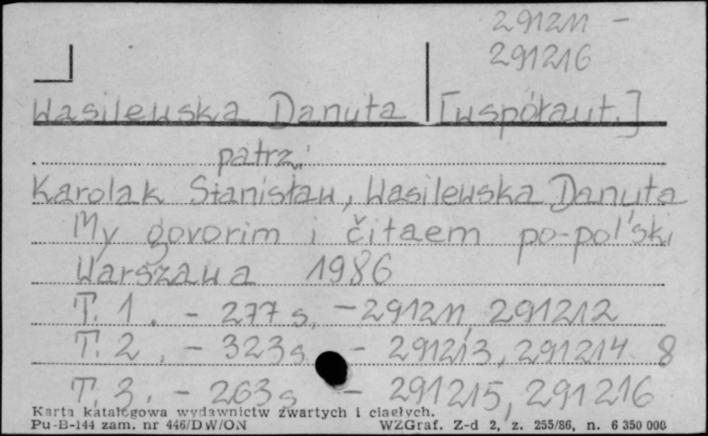 291211 -
291216
Wasilewska Danuta [współaut.]
patrz:
Karolak Stanisław, Wasilewska Danuta
My govorim i čitaem po-pol'ski
Warszawa 1986
T. 1. - 277 s. - 291211, 291212
T. 2. - 323 s. - 291213, 291214 8
T. 3. - 263 s. - 291215, 291216
Karta katalogowa wydawnictw zwartych i ciągłych.
Pu-B-144 zam. nr 446/DW/ON WZGraf. Z-d 2, z. 255/86, n. 6 350 000